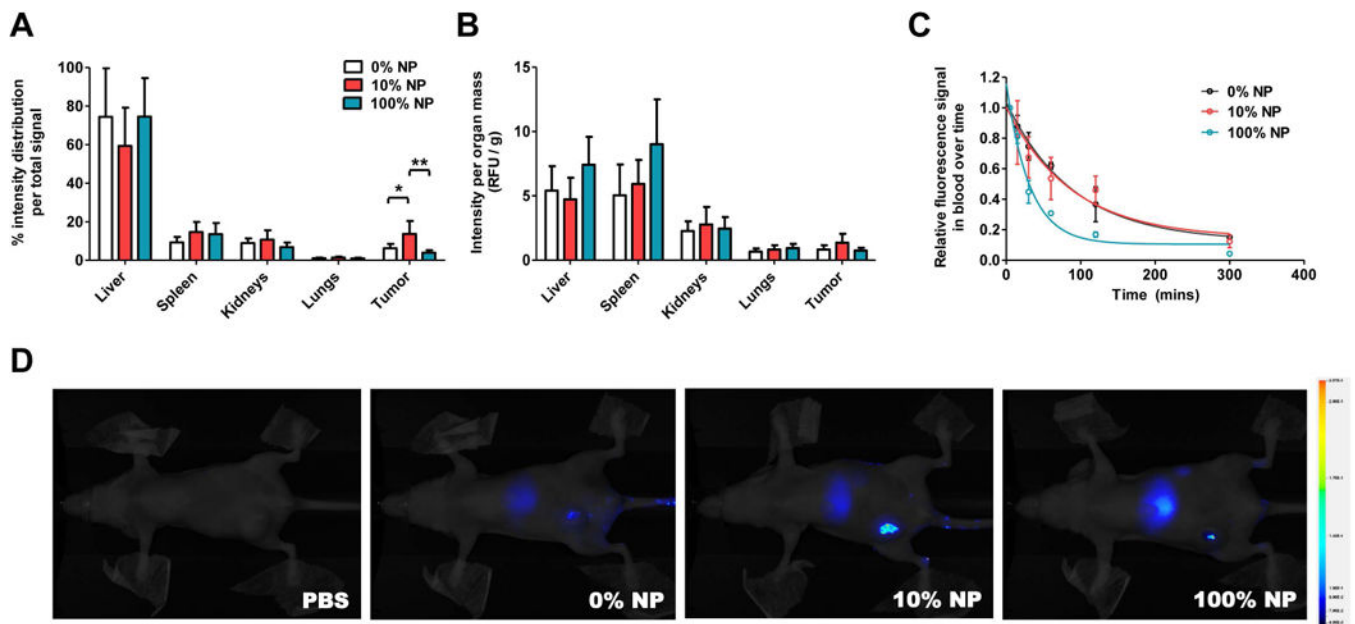 A
% intensity distribution
per total signal
100
80
60
40
20
0
0% NP
10% NP
100% NP
*
**
Liver
Spleen
Kidneys
Lungs
Tumor
B
Intensity per organ mass
(RFU / g)
15
10
5
0
Liver
Spleen
Kidneys
Lungs
Tumor
C
Relative fluorescence signal
in blood over time
1.2
1.0
0.8
0.6
0.4
0.2
0.0
0% NP
10% NP
100% NP
0
100
200
300
400
Time (mins)
D
PBS
0% NP
10% NP
100% NP